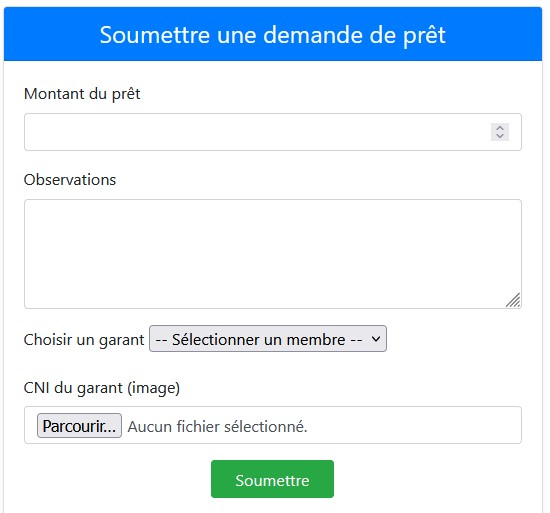 Soumettre une demande de prêt
Montant du prêt
Observations
Choisir un garant -- Sélectionner un membre --
CNI du garant (image)
Parcourir... Aucun fichier sélectionné.
Soumettre